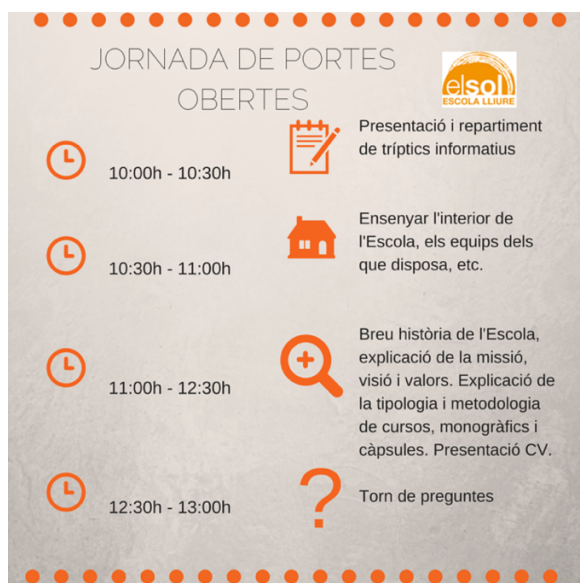 JORNADA DE PORTES
OBERTES
elsol
ESCOLA LLIURE
10:00h - 10:30h
Presentació i repartiment
de tríptics informatius
10:30h - 11:00h
Ensenyar l'interior de
l'Escola, els equips dels
que disposa, etc.
11:00h - 12:30h
Breu història de l'Escola,
explicació de la missió,
visió i valors. Explicació de
la tipologia i metodologia
de cursos, monogràfics i
càpsules. Presentació CV.
12:30h - 13:00h
?
Torn de preguntes